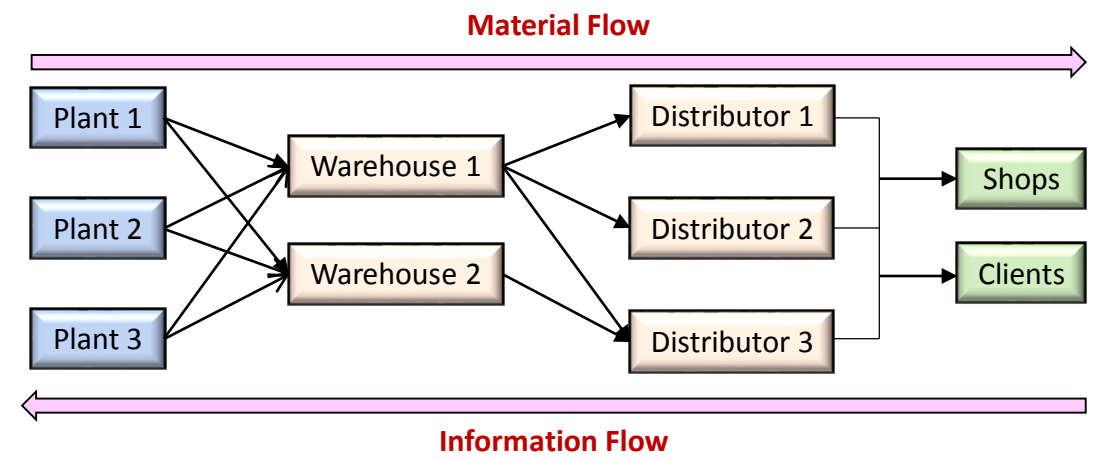 Material Flow
Plant 1
Plant 2
Plant 3
Warehouse 1
Warehouse 2
Distributor 1
Distributor 2
Distributor 3
Shops
Clients
Information Flow